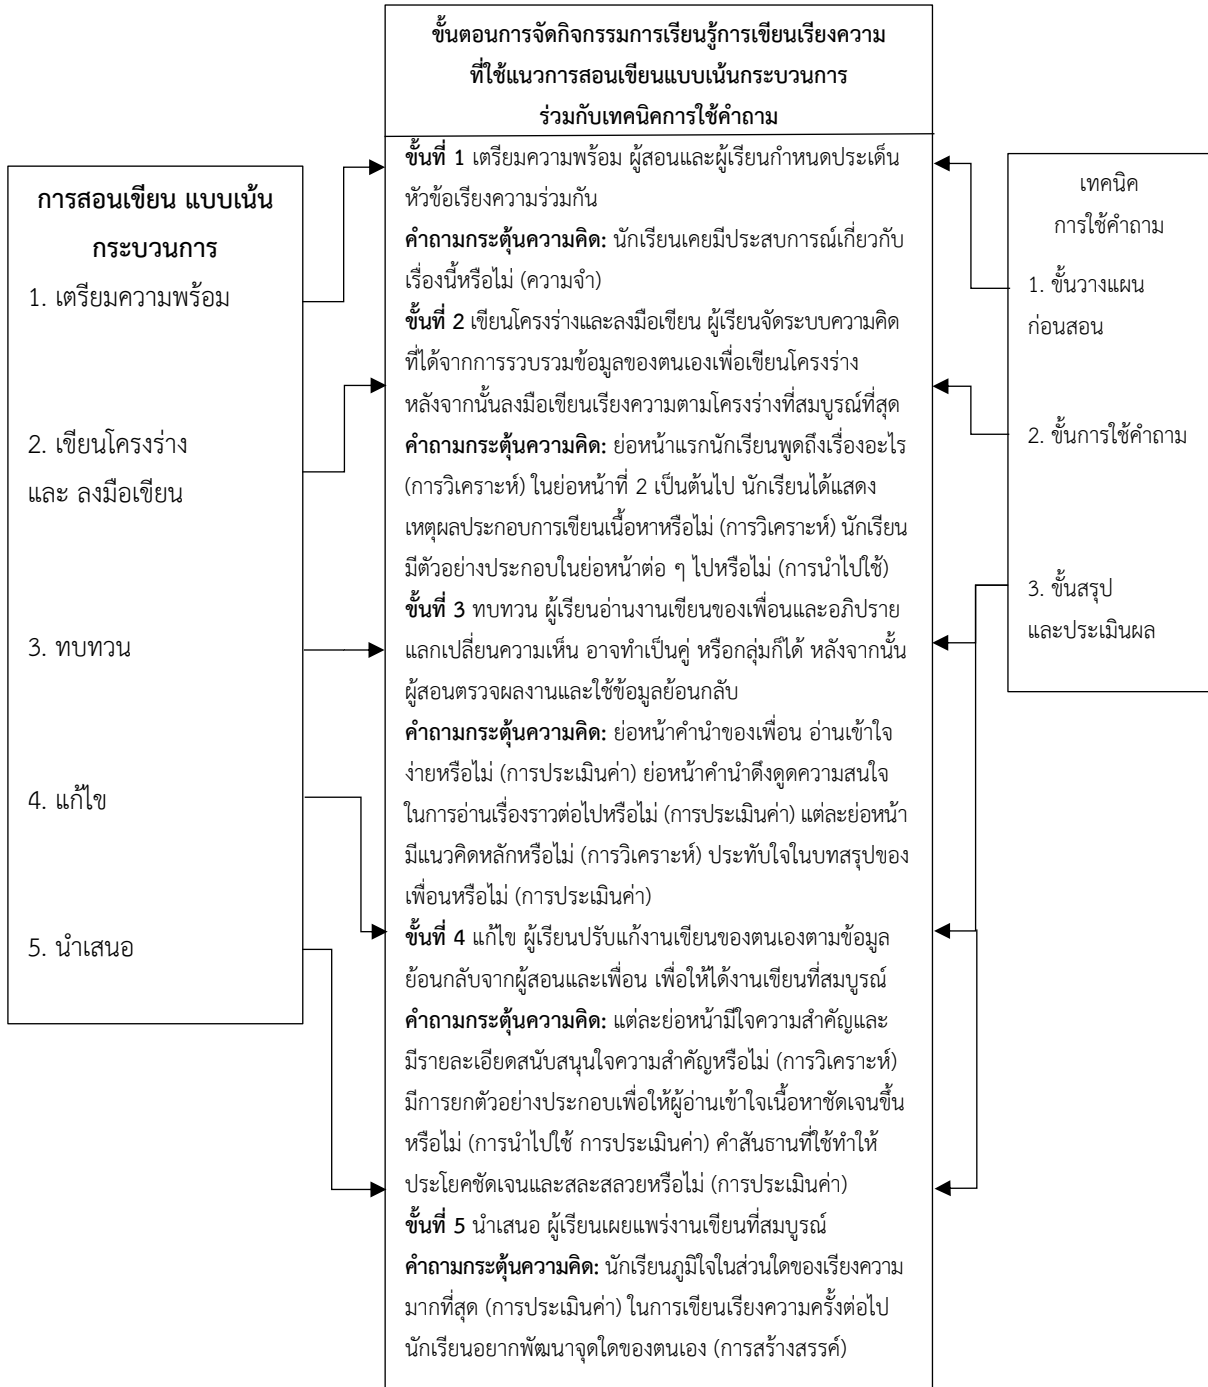 ขั้นตอนการจัดกิจกรรมการเรียนรู้การเขียนเรียงความ
ที่ใช้แนวการสอนเขียนแบบเน้นกระบวนการ
ร่วมกับเทคนิคการใช้คำถาม
การสอนเขียน แบบเน้น
กระบวนการ
1. เตรียมความพร้อม
2. เขียนโครงร่าง
และ ลงมือเขียน
3. ทบทวน
4. แก้ไข
5. นำเสนอ
ขั้นที่ 1 เตรียมความพร้อม ผู้สอนและผู้เรียนกำหนดประเด็น
หัวข้อเรียงความร่วมกัน
คำถามกระตุ้นความคิด: นักเรียนเคยมีประสบการณ์เกี่ยวกับ
เรื่องนี้หรือไม่ (ความจำ)
ขั้นที่ 2 เขียนโครงร่างและลงมือเขียน ผู้เรียนจัดระบบความคิด
ที่ได้จากการรวบรวมข้อมูลของตนเองเพื่อเขียนโครงร่าง
หลังจากนั้นลงมือเขียนเรียงความตามโครงร่างที่สมบูรณ์ที่สุด
คำถามกระตุ้นความคิด: ย่อหน้าแรกนักเรียนพูดถึงเรื่องอะไร
(การวิเคราะห์) ในย่อหน้าที่ 2 เป็นต้นไป นักเรียนได้แสดง
เหตุผลประกอบการเขียนเนื้อหาหรือไม่ (การวิเคราะห์) นักเรียน
มีตัวอย่างประกอบในย่อหน้าต่อ ๆ ไปหรือไม่ (การนำไปใช้)
ขั้นที่ 3 ทบทวน ผู้เรียนอ่านงานเขียนของเพื่อนและอภิปราย
แลกเปลี่ยนความเห็น อาจทำเป็นคู่ หรือกลุ่มก็ได้ หลังจากนั้น
ผู้สอนตรวจผลงานและใช้ข้อมูลย้อนกลับ
คำถามกระตุ้นความคิด: ย่อหน้าคำนำของเพื่อน อ่านเข้าใจ
ง่ายหรือไม่ (การประเมินค่า) ย่อหน้าคำนำดึงดูดความสนใจ
ในการอ่านเรื่องราวต่อไปหรือไม่ (การประเมินค่า) แต่ละย่อหน้า
มีแนวคิดหลักหรือไม่ (การวิเคราะห์) ประทับใจในบทสรุปของ
เพื่อนหรือไม่ (การประเมินค่า)
ขั้นที่ 4 แก้ไข ผู้เรียนปรับแก้งานเขียนของตนเองตามข้อมูล
ย้อนกลับจากผู้สอนและเพื่อน เพื่อให้ได้งานเขียนที่สมบูรณ์
คำถามกระตุ้นความคิด: แต่ละย่อหน้ามีใจความสำคัญและ
มีรายละเอียดสนับสนุนใจความสำคัญหรือไม่ (การวิเคราะห์)
มีการยกตัวอย่างประกอบเพื่อให้ผู้อ่านเข้าใจเนื้อหาชัดเจนขึ้น
หรือไม่ (การนำไปใช้ การประเมินค่า) คำสันธานที่ใช้ทำให้
ประโยคชัดเจนและสละสลวยหรือไม่ (การประเมินค่า)
ขั้นที่ 5 นำเสนอ ผู้เรียนเผยแพร่งานเขียนที่สมบูรณ์
คำถามกระตุ้นความคิด: นักเรียนภูมิใจในส่วนใดของเรียงความ
มากที่สุด (การประเมินค่า) ในการเขียนเรียงความครั้งต่อไป
นักเรียนอยากพัฒนาจุดใดของตนเอง (การสร้างสรรค์)
เทคนิค
การใช้คำถาม
1. ขั้นวางแผน
ก่อนสอน
2. ขั้นการใช้คำถาม
3. ขั้นสรุป
และประเมินผล